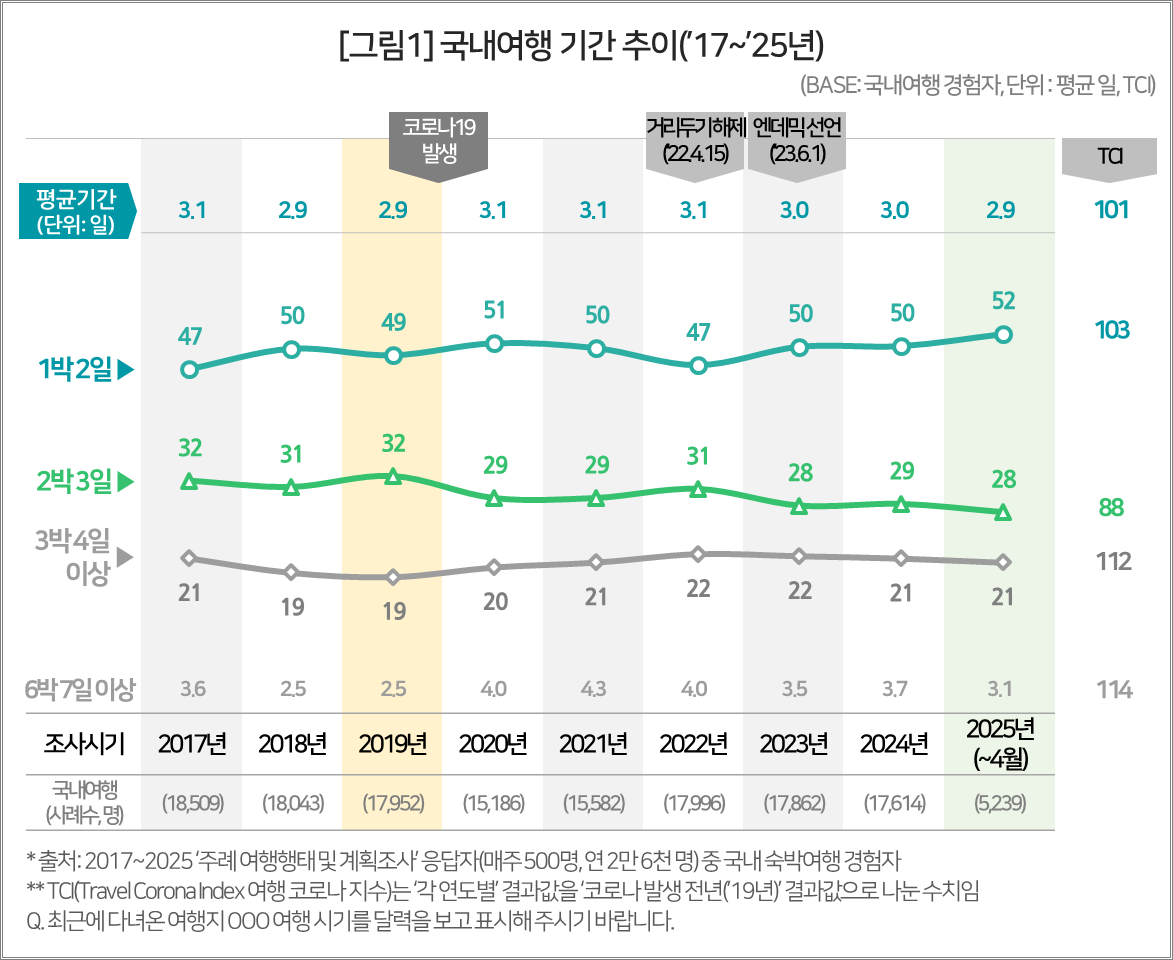 [그림1] 국내여행 기간 추이('17~'25년)
(BASE: 국내여행 경험자, 단위 : 평균 일, TCI)
코로나19
발생
거리두기 해제
('22.4.15)
엔데믹 선언
('23.6.1)
TCI
평균기간
(단위: 일)
3.1 2.9 2.9 3.1 3.1 3.1 3.0 3.0 2.9 101
1박 2일 47 50 49 51 50 47 50 50 52 103
2박 3일 32 31 32 29 29 31 28 29 28 88
3박 4일
이상
21 19 19 20 21 22 22 21 21 112
6박 7일 이상 3.6 2.5 2.5 4.0 4.3 4.0 3.5 3.7 3.1 114
조사시기 2017년 2018년 2019년 2020년 2021년 2022년 2023년 2024년 2025년
(~4월)
국내여행
(사례수, 명)
(18,509) (18,043) (17,952) (15,186) (15,582) (17,996) (17,862) (17,614) (5,239)
* 출처 : 2017~2025 '주례 여행행태 및 계획조사' 응답자(매주 500명, 연 2만 6천 명) 중 국내 숙박여행 경험자
** TCI(Travel Corona Index 여행 코로나 지수)는 '각 연도별' 결과값을 '코로나 발생 전년('19년)' 결과값으로 나눈 수치임
Q. 최근에 다녀온 여행지 OOO 여행 시기를 달력을 보고 표시해 주시기 바랍니다.